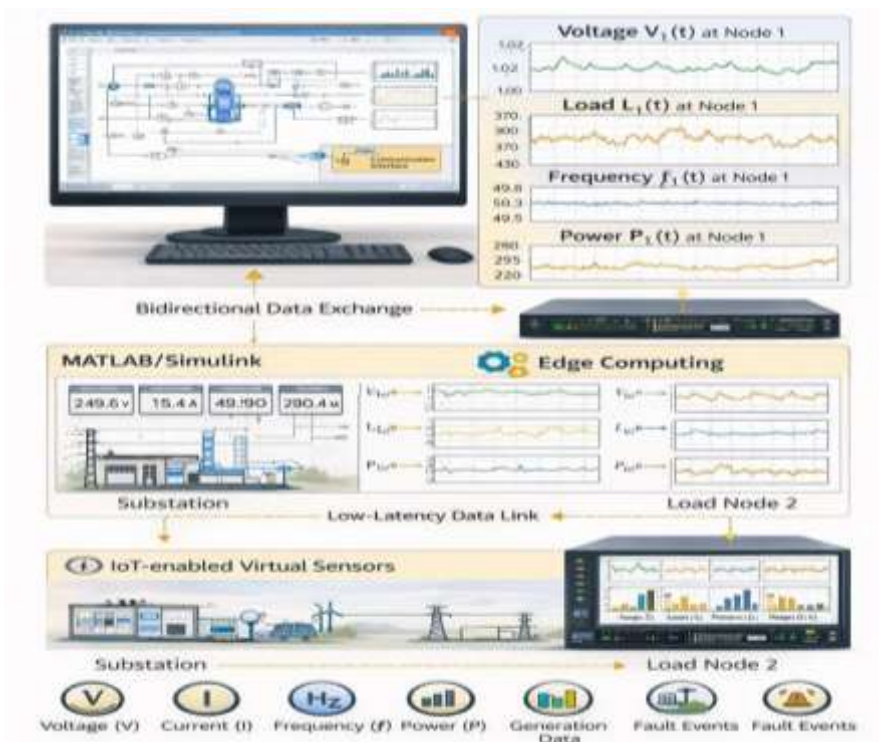 Voltage V₁(t) at Node 1
1.02
1.02
1.00
Load L₁(t) at Node 1
370
300
370
430
Frequency f₁(t) at Node 1
49.8
50.3
49.5
Power P₁(t) at Node 1
260
295
220
Communication
Interface
Bidirectional Data Exchange
MATLAB/Simulink
Edge Computing
249.6 V
15.4 A
280.4
Substation
Load Node 2
Low-Latency Data Link
IoT-enabled Virtual Sensors
Substation
Load Node 2
V
I
Hz
Voltage (V)
Current (I)
Frequency (f)
Power (P)
Generation
Data
Fault Events
Fault Events